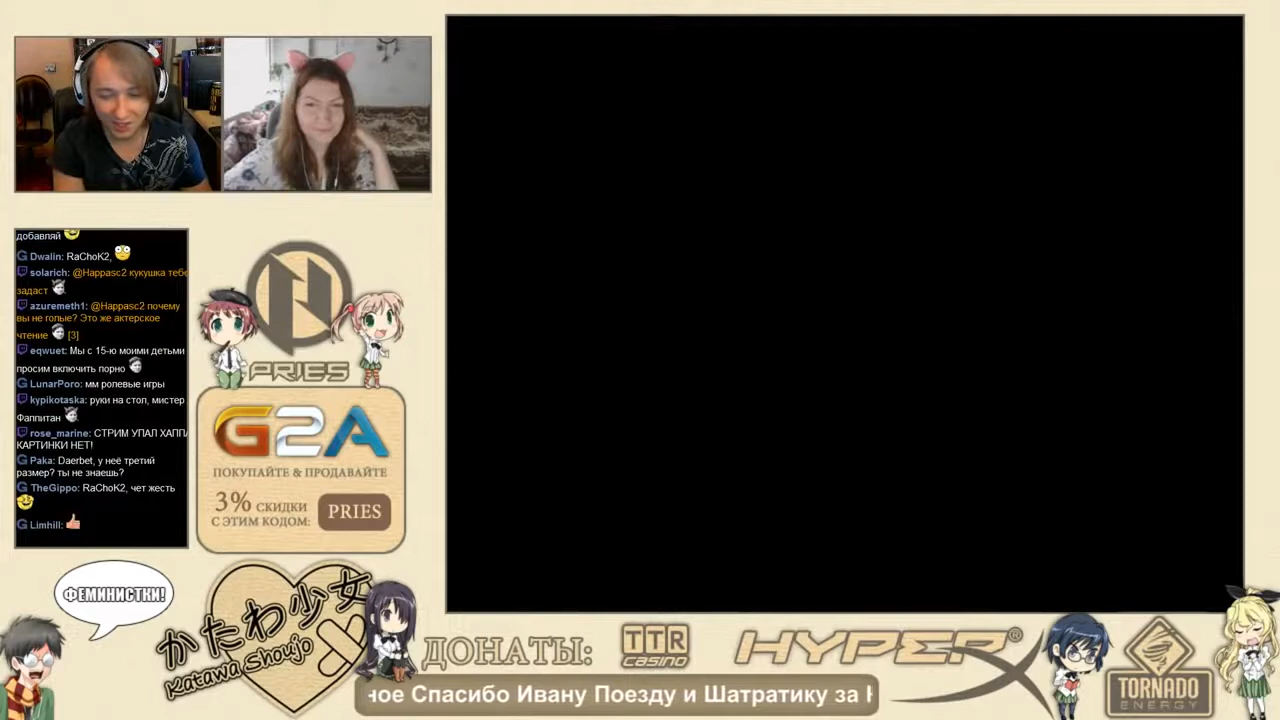 добавляй
Dwalin: RaChoK2,
solarich: @Happasc2 кукушка тебе
задаст
azuremeth1: @Happasc2 почему
вы не голые? Это же актерское
чтение [3]
eqwuet: Мы с 15-ю моими детьми
просим включить порно
LunarPoro: мм ролевые игры
kypikotaska: руки на стол, мистер
Фаппитан
rose_marine: СТРИМ УПАЛ ХАППА
КАРТИНКИ НЕТ!
Paka: Daerbet, у неё третий
размер? ты не знаешь?
TheGippo: RaChoK2, чет жесть
Limhill:
PRIES
G2A
ПОКУПАЙТЕ & ПРОДАВАЙТЕ
3% СКИДКИ
С ЭТИМ КОДОМ:
PRIES
ФЕМИНИСТКИ!
かたわ少女
Katawa Shoujo
ДОНАТЫ:
TTR
CASINO
HYPERX®
TORNADO
ENERGY
ное Спасибо Ивану Поезду и Шатратику за